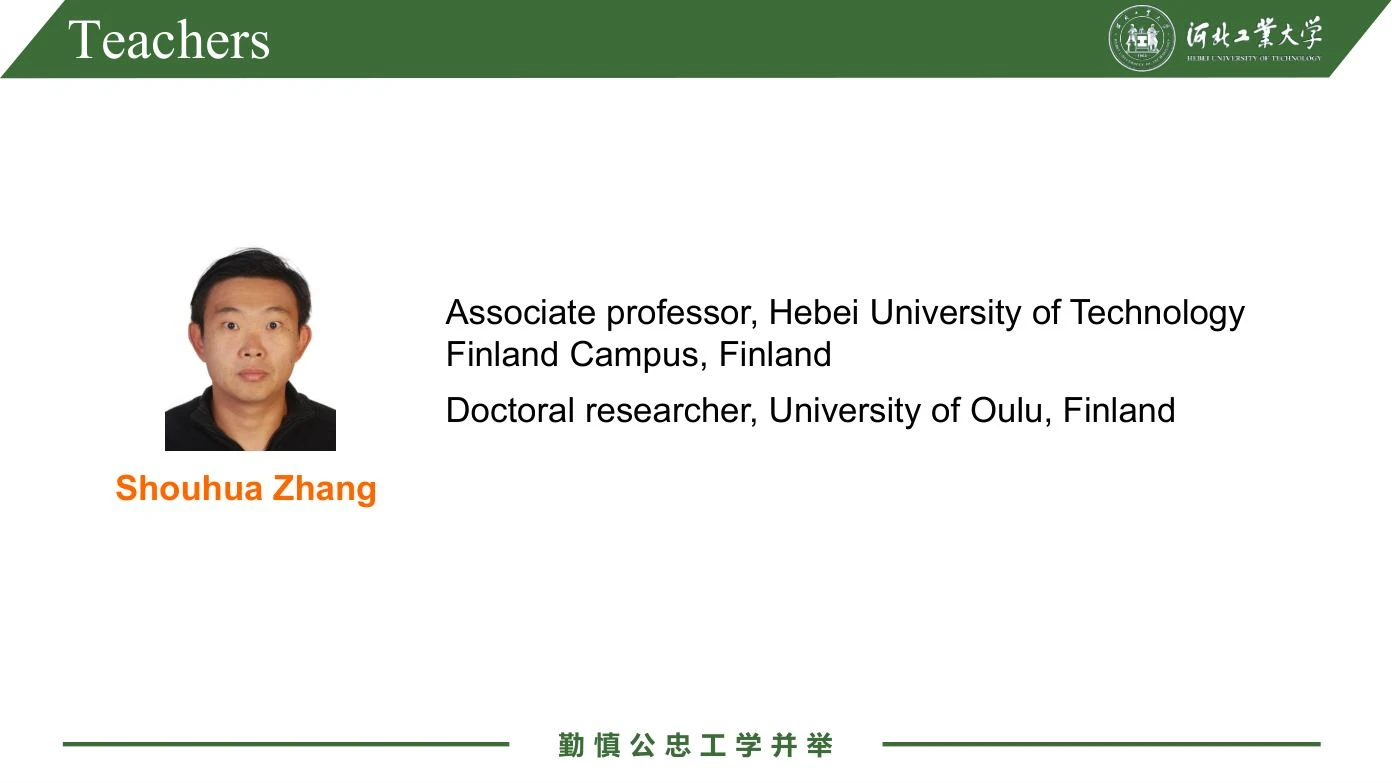 Teachers
河北工業大学
HEBEI UNIVERSITY OF TECHNOLOGY
Associate professor, Hebei University of Technology
Finland Campus, Finland
Doctoral researcher, University of Oulu, Finland
Shouhua Zhang
勤慎公忠工学并举